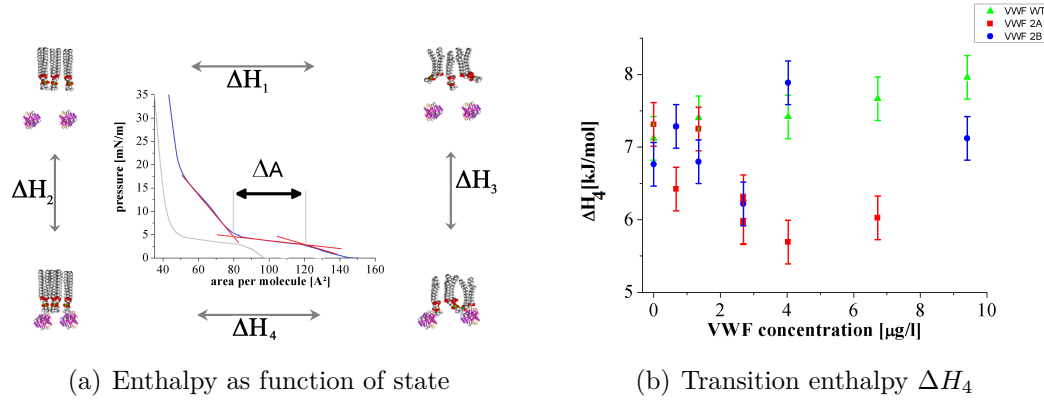 VWF WT
VWF 2A
VWF 2B
ΔH₁
ΔH₂
ΔH₃
ΔH₄
pressure [mN/m]
35
30
25
20
15
10
5
0
ΔA
40 60 80 100 120 140 160
area per molecule [A²]
ΔH₄ [kJ/mol]
8
7
6
5
0 2 4 6 8 10
VWF concentration [μg/l]
(a) Enthalpy as function of state
(b) Transition enthalpy ΔH₄